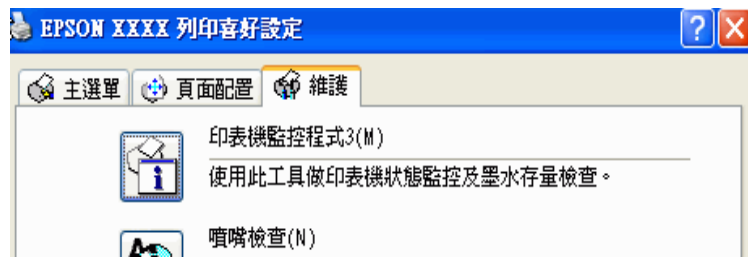 EPSON XXXX 列印喜好設定
主選單 頁面配置 維護
印表機監控程式3(M)
使用此工具做印表機狀態監控及墨水存量檢查。
噴嘴檢查(N)